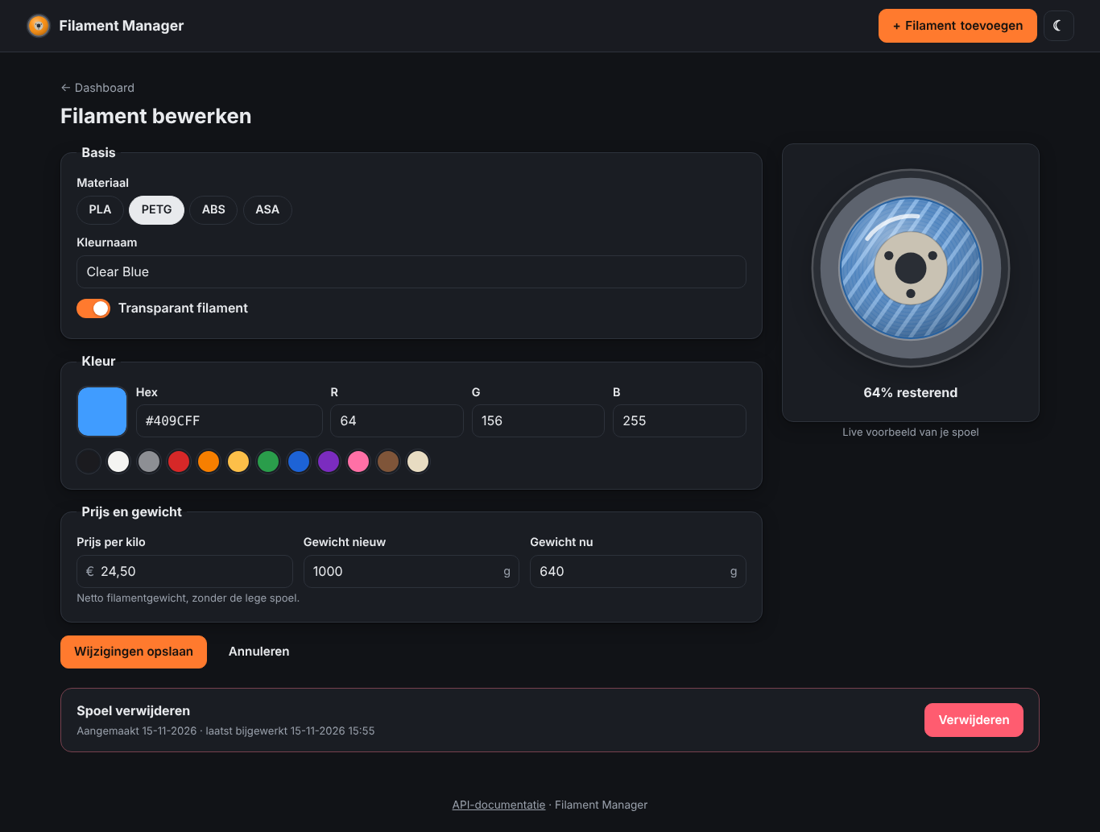 Filament Manager
+ Filament toevoegen
← Dashboard
Filament bewerken
Basis
Materiaal
PLA PETG ABS ASA
Kleurnaam
Clear Blue
Transparant filament
64% resterend
Live voorbeeld van je spoel
Kleur
Hex R G B
#409CFF 64 156 255
Prijs en gewicht
Prijs per kilo Gewicht nieuw Gewicht nu
€ 24,50 1000 g 640 g
Netto filamentgewicht, zonder de lege spoel.
Wijzigingen opslaan Annuleren
Spoel verwijderen
Aangemaakt 15-11-2026 · laatst bijgewerkt 15-11-2026 15:55
Verwijderen
API-documentatie · Filament Manager